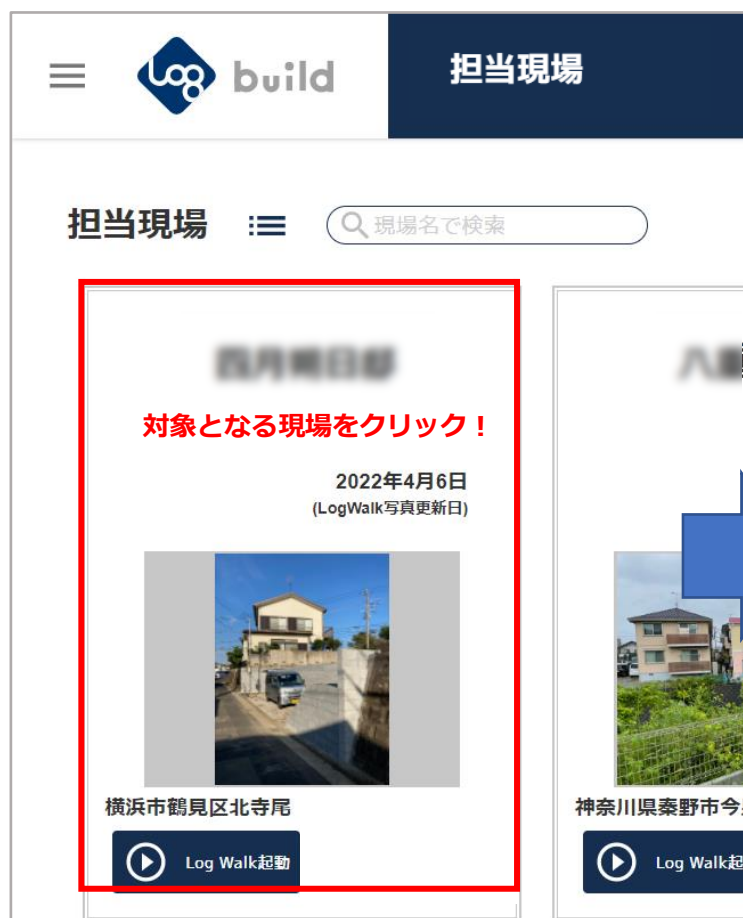 Log build
担当現場
担当現場
現場名で検索
対象となる現場をクリック！
2022年4月6日
(LogWalk写真更新日)
横浜市鶴見区北寺尾
Log Walk起動
神奈川県秦野市今
Log Walk起